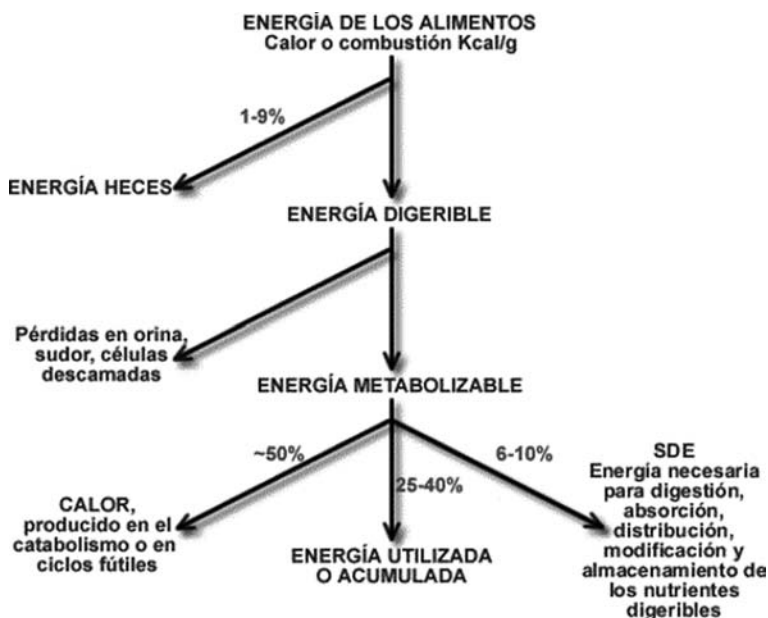 ENERGÍA DE LOS ALIMENTOS
Calor o combustión Kcal/g
1-9%
ENERGÍA HECES
ENERGÍA DIGERIBLE
Pérdidas en orina,
sudor, células
descamadas
ENERGÍA METABOLIZABLE
~50%
25-40%
6-10%
CALOR,
producido en el
catabolismo o en
ciclos fútiles
ENERGÍA UTILIZADA
O ACUMULADA
SDE
Energía necesaria
para digestión,
absorción,
distribución,
modificación y
almacenamiento de
los nutrientes
digeribles